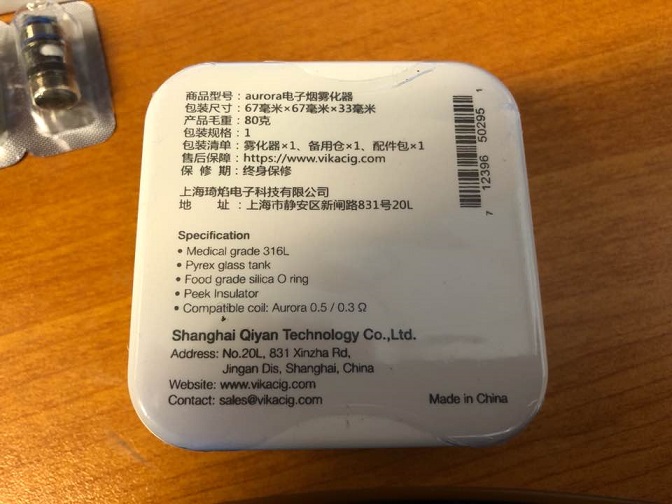 商品型号：aurora电子烟雾化器
包装尺寸：67毫米×67毫米×33毫米
产品毛重：80克
包装规格：1
包装清单：雾化器×1、备用仓×1、配件包×1
售后保障：https://www.vikacig.com
保 修 期：终身保修
上海琦焰电子科技有限公司
地 址：上海市静安区新闸路831号20L
7 12396 50295 1
Specification
• Medical grade 316L
• Pyrex glass tank
• Food grade silica O ring
• Peek Insulator
• Compatible coil: Aurora 0.5 / 0.3 Ω
Shanghai Qiyan Technology Co.,Ltd.
Address: No.20L, 831 Xinzha Rd,
Jingan Dis, Shanghai, China
Website: www.vikacig.com
Contact: sales@vikacig.com
Made in China